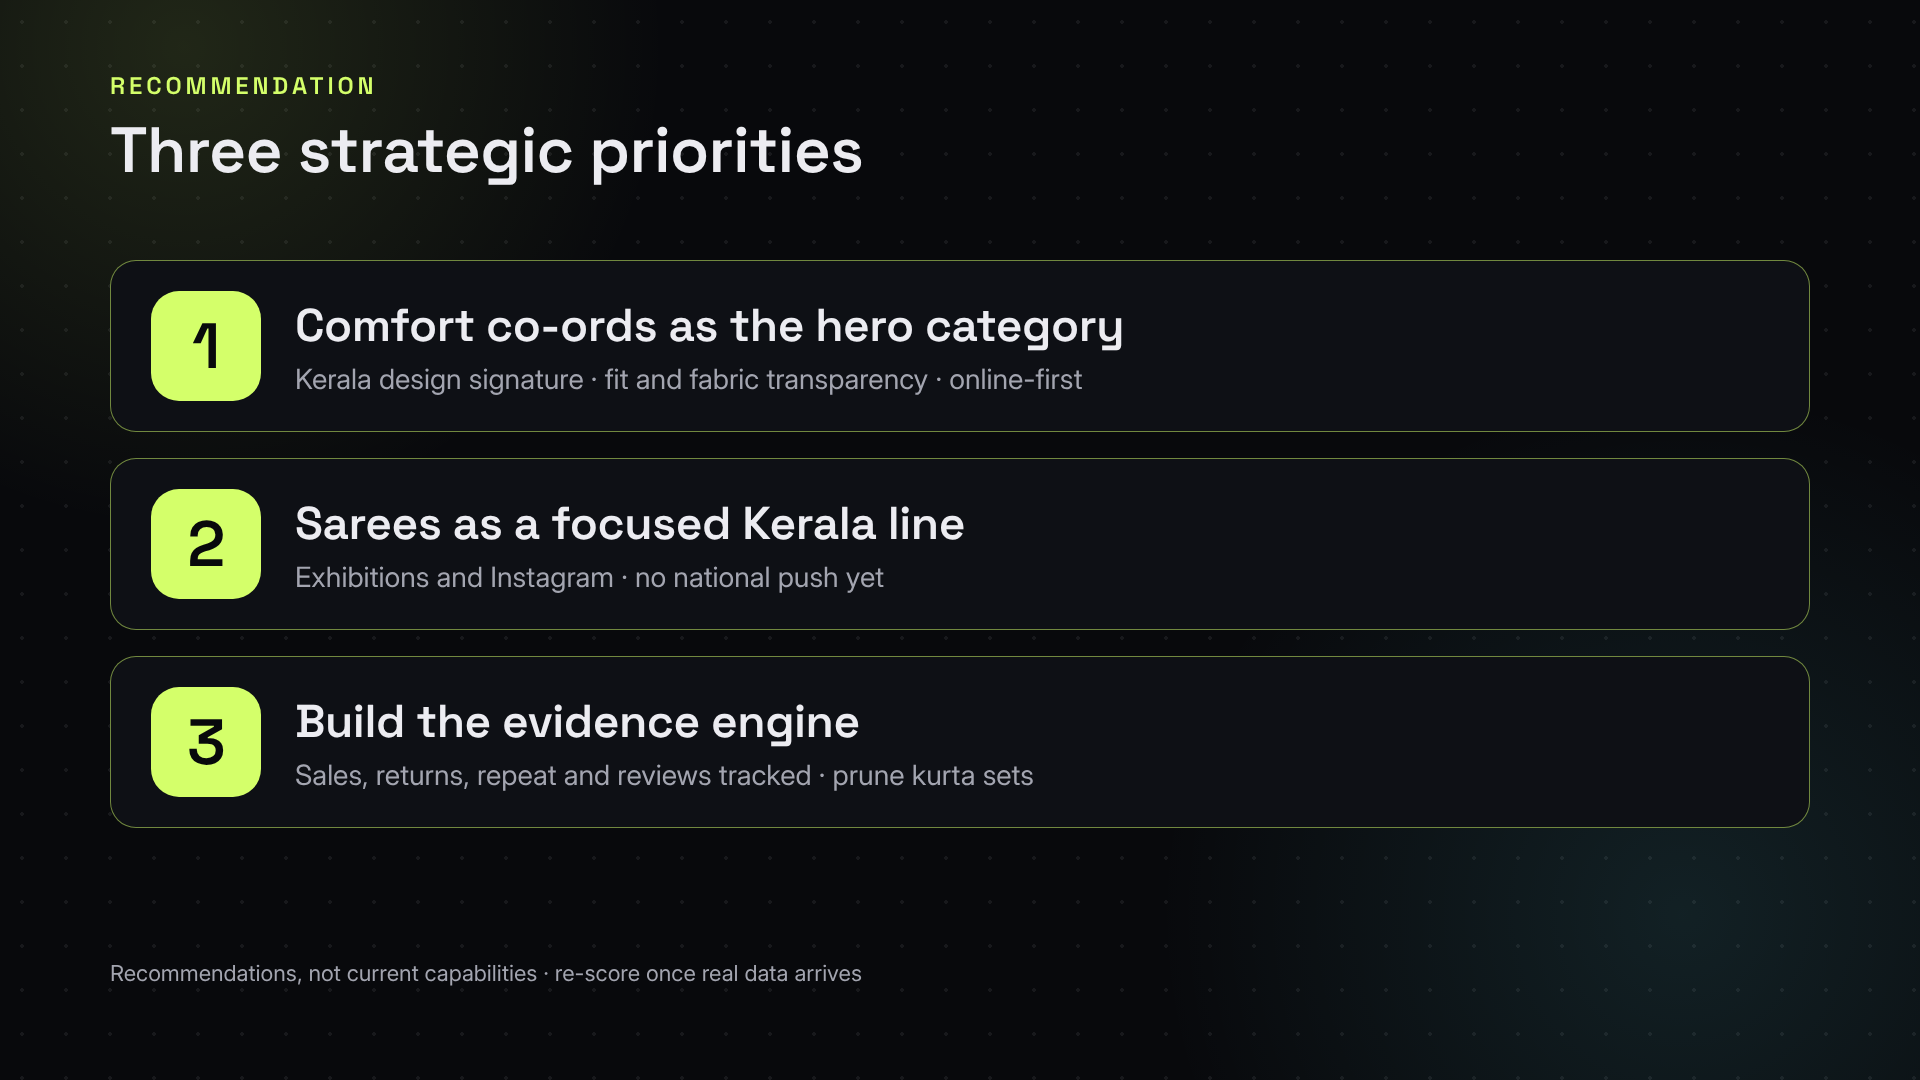 RECOMMENDATION
Three strategic priorities
1
Comfort co-ords as the hero category
Kerala design signature · fit and fabric transparency · online-first
2
Sarees as a focused Kerala line
Exhibitions and Instagram · no national push yet
3
Build the evidence engine
Sales, returns, repeat and reviews tracked · prune kurta sets
Recommendations, not current capabilities · re-score once real data arrives